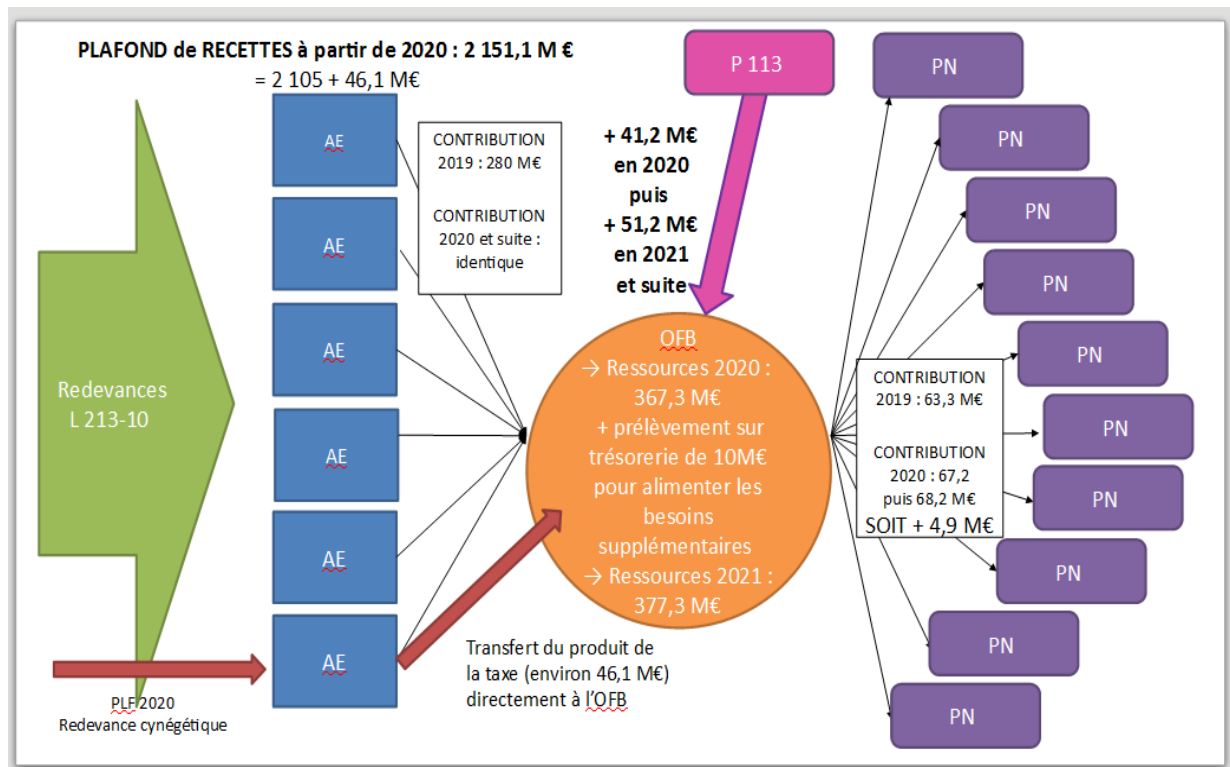 PLAFOND de RECETTES à partir de 2020 : 2 151,1 M €
= 2 105 + 46,1 M€
Redevances
L 213-10
PLF 2020
Redevance cynégétique
AE
AE
AE
AE
AE
AE
CONTRIBUTION
2019 : 280 M€
CONTRIBUTION
2020 et suite :
identique
P 113
+ 41,2 M€
en 2020
puis
+ 51,2 M€
en 2021
et suite
OFB
→ Ressources 2020 :
367,3 M€
+ prélèvement sur
trésorerie de 10M€
pour alimenter les
besoins
supplémentaires
→ Ressources 2021 :
377,3 M€
Transfert du produit de
la taxe (environ 46,1 M€)
directement à l'OFB
CONTRIBUTION
2019 : 63,3 M€
CONTRIBUTION
2020 : 67,2
puis 68,2 M€
SOIT + 4,9 M€
PN
PN
PN
PN
PN
PN
PN
PN
PN
PN